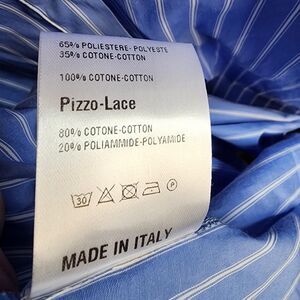 65% POLIESTERE-POLYESTE
35% COTONE-COTTON
100% COTONE-COTTON
Pizzo-Lace
80% COTONE-COTTON
20% POLIAMMIDE-POLYAMIDE
30 P
MADE IN ITALY